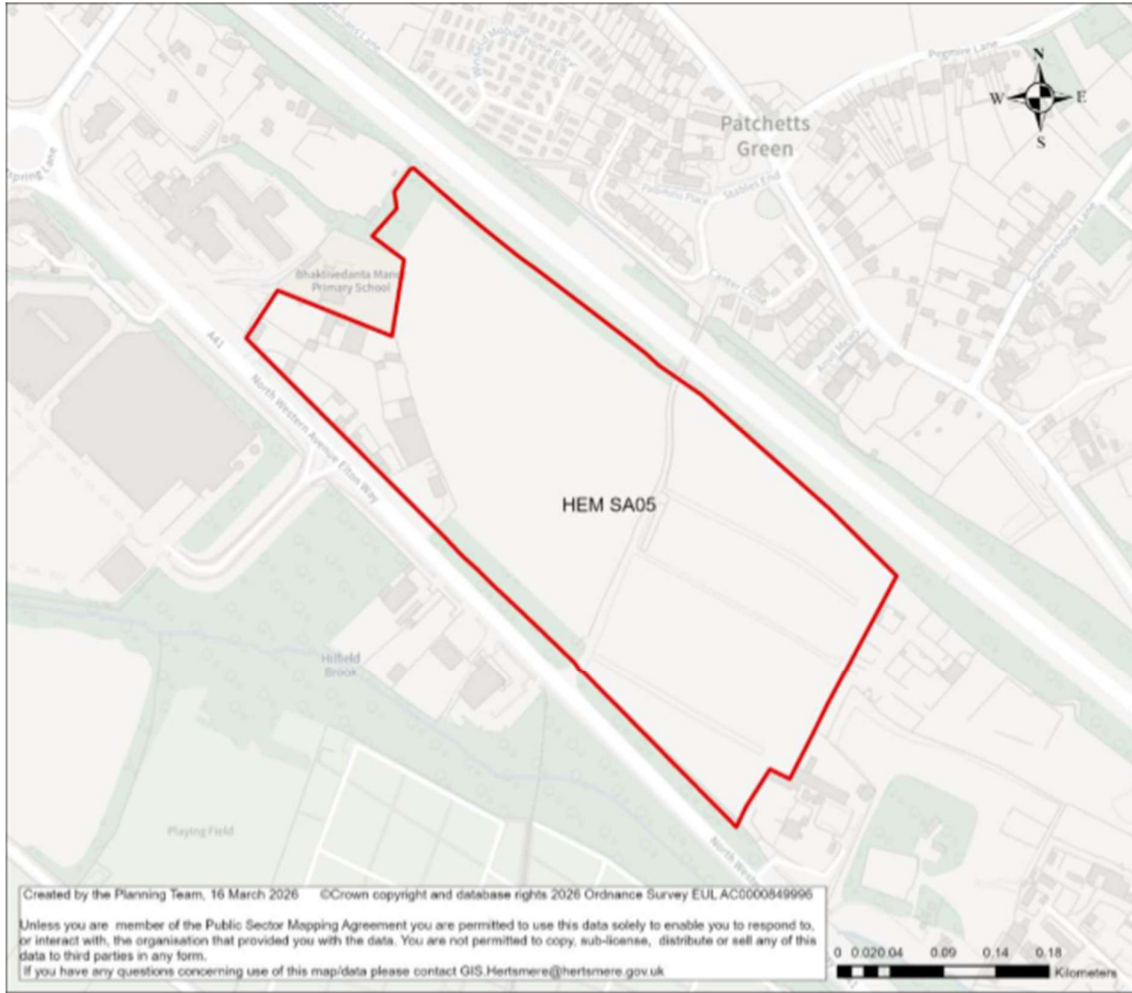 Pegmire Lane
N
W E
S
Patchetts
Green
Stables End
Summerhouse Lane
Bhaktivedanta Manor
Primary School
A41
North Western Avenue Elton Way
HEM SA05
Hilfield
Brook
Playing Field
Created by the Planning Team, 16 March 2026 ©Crown copyright and database rights 2026 Ordnance Survey EUL AC0000849996
Unless you are member of the Public Sector Mapping Agreement you are permitted to use this data solely to enable you to respond to,
or interact with, the organisation that provided you with the data. You are not permitted to copy, sub-license, distribute or sell any of this
data to third parties in any form.
If you have any questions concerning use of this map/data please contact GIS.Hertsmere@hertsmere.gov.uk
0 0.020.04 0.09 0.14 0.18
Kilometers